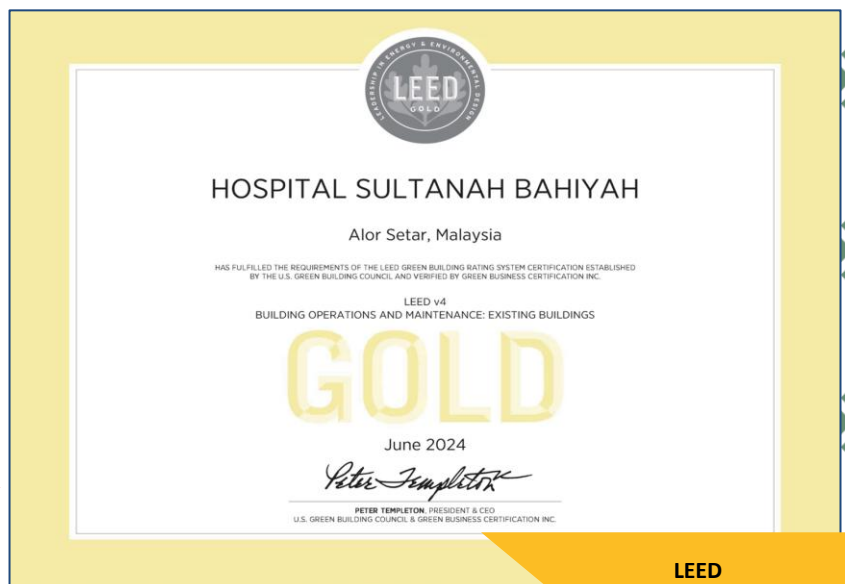 LEADERSHIP IN ENERGY & ENVIRONMENTAL DESIGN
LEED
GOLD
HOSPITAL SULTANAH BAHIYAH
Alor Setar, Malaysia
HAS FULFILLED THE REQUIREMENTS OF THE LEED GREEN BUILDING RATING SYSTEM CERTIFICATION ESTABLISHED
BY THE U.S. GREEN BUILDING COUNCIL AND VERIFIED BY GREEN BUSINESS CERTIFICATION INC.
LEED v4
BUILDING OPERATIONS AND MAINTENANCE: EXISTING BUILDINGS
GOLD
June 2024
Peter Templeton
PETER TEMPLETON, PRESIDENT & CEO
U.S. GREEN BUILDING COUNCIL & GREEN BUSINESS CERTIFICATION INC.
LEED